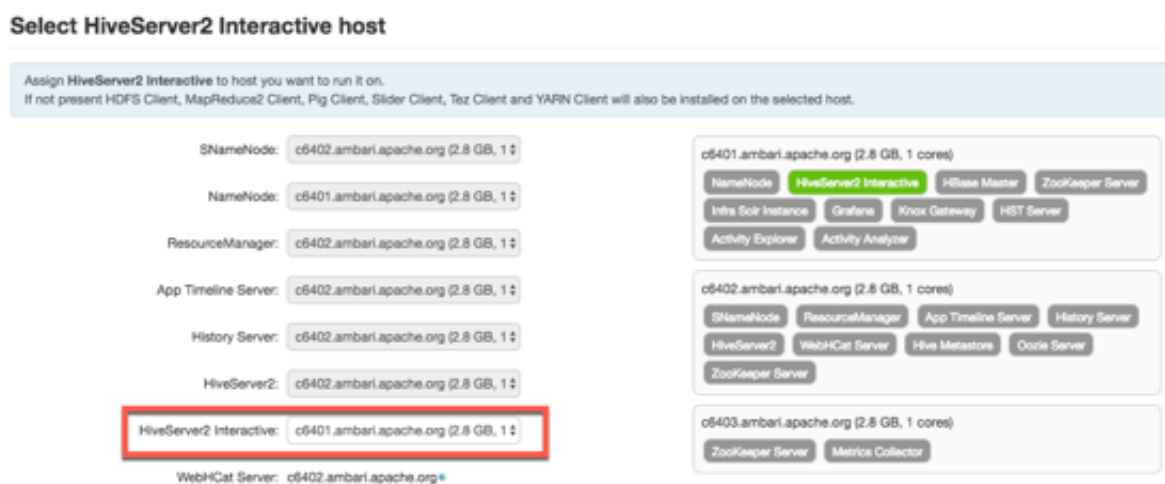 Select HiveServer2 Interactive host
Assign HiveServer2 Interactive to host you want to run it on.
If not present HDFS Client, MapReduce2 Client, Pig Client, Slider Client, Tez Client and YARN Client will also be installed on the selected host.
SNameNode: c6402.ambari.apache.org (2.8 GB, 1
NameNode: c6401.ambari.apache.org (2.8 GB, 1
ResourceManager: c6402.ambari.apache.org (2.8 GB, 1
App Timeline Server: c6402.ambari.apache.org (2.8 GB, 1
History Server: c6402.ambari.apache.org (2.8 GB, 1
HiveServer2: c6402.ambari.apache.org (2.8 GB, 1
HiveServer2 Interactive: c6401.ambari.apache.org (2.8 GB, 1
WebHCat Server: c6402.ambari.apache.org
c6401.ambari.apache.org (2.8 GB, 1 cores)
NameNode HiveServer2 Interactive HBase Master ZooKeeper Server
Infra Solr Instance Grafana Knox Gateway HST Server
Activity Explorer Activity Analyzer
c6402.ambari.apache.org (2.8 GB, 1 cores)
SNameNode ResourceManager App Timeline Server History Server
HiveServer2 WebHCat Server Hive Metastore Oozie Server
ZooKeeper Server
c6403.ambari.apache.org (2.8 GB, 1 cores)
ZooKeeper Server Metrics Collector